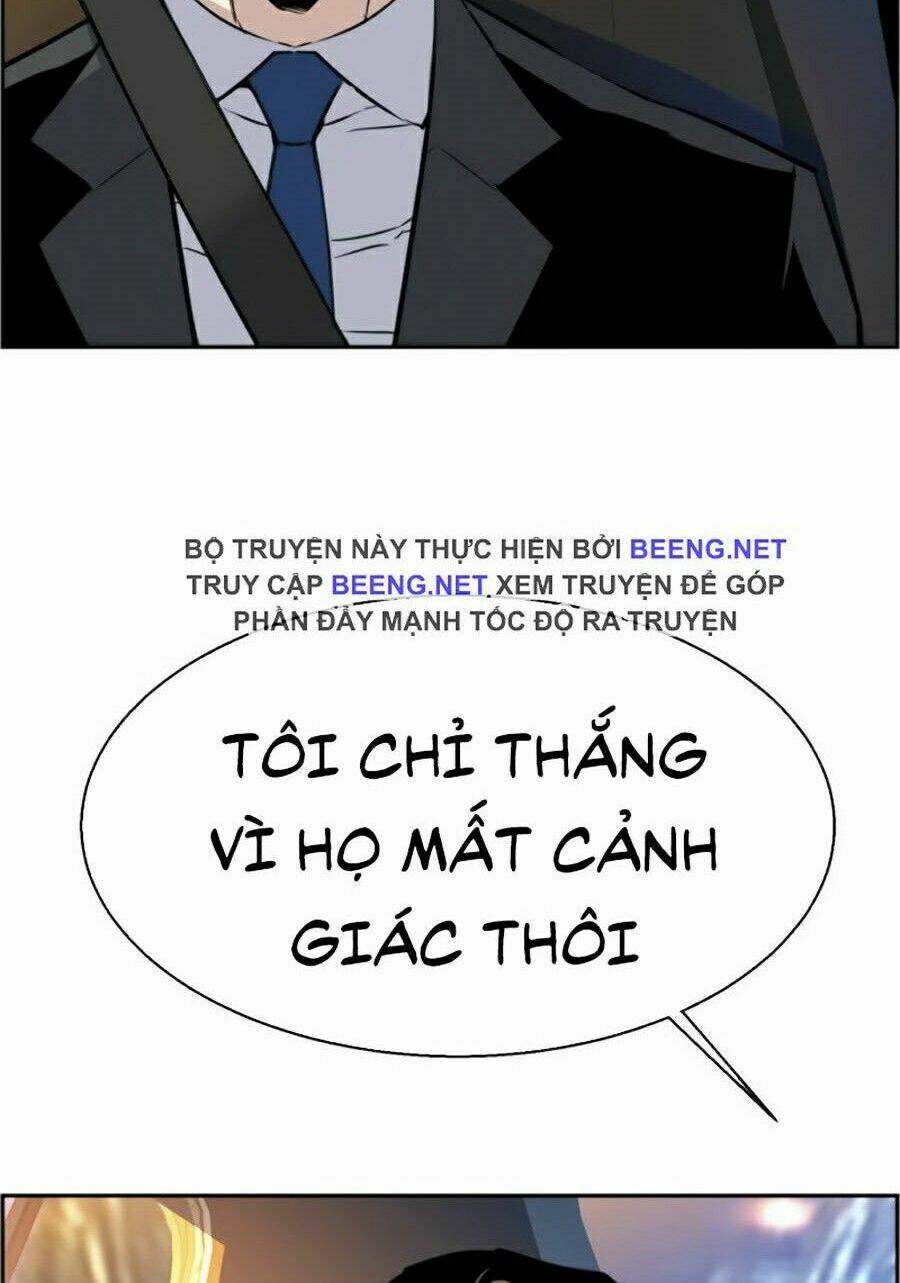 BỘ TRUYỆN NÀY THỰC HIỆN BỞI BEENG.NET
TRUY CẬP BEENG.NET XEM TRUYỆN ĐỂ GÓP
PHẦN ĐẨY MẠNH TỐC ĐỘ RA TRUYỆN
TÔI CHỈ THẮNG
VÌ HỌ MẤT CẢNH
GIÁC THÔI